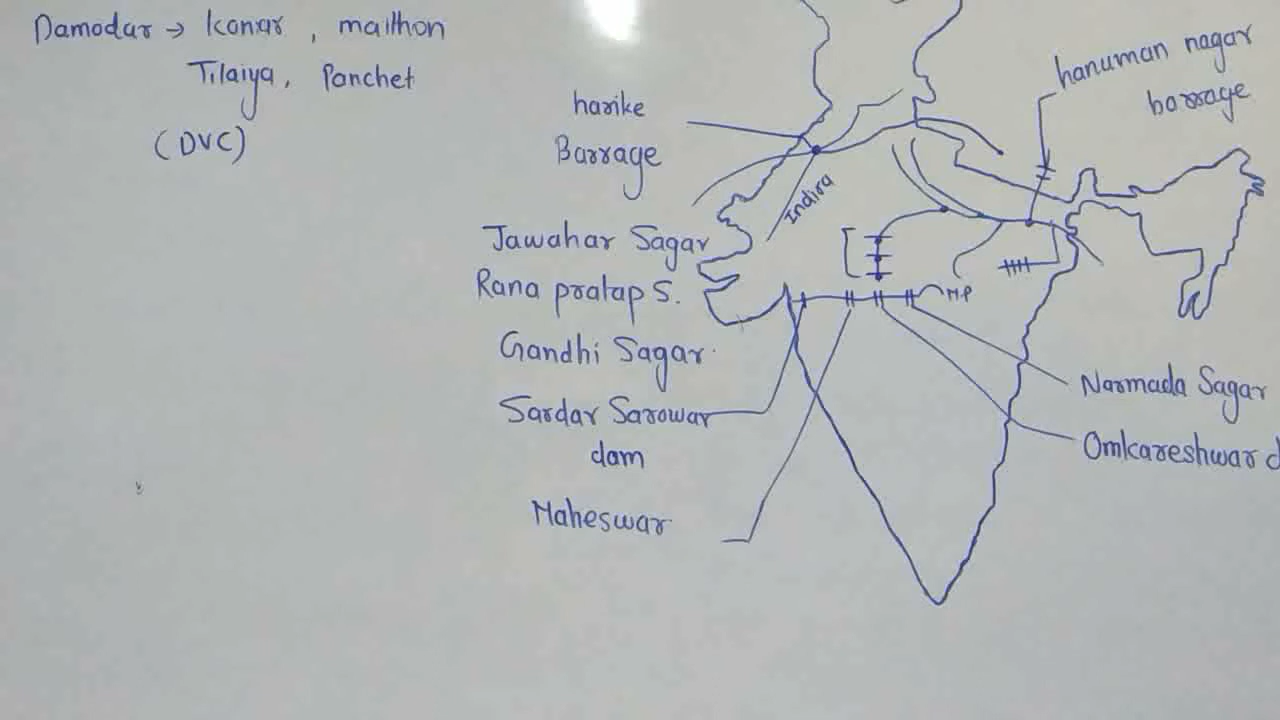 Damodar → Konar, maithon
Tilaiya, Panchet
(DVC)
harike
Barrage
hanuman nagar
barrage
Indira
Jawahar Sagar
Rana pratap S.
Gandhi Sagar
M.P
Sardar Sarowar
dam
Maheswar
Narmada Sagar
Omkareshwar d